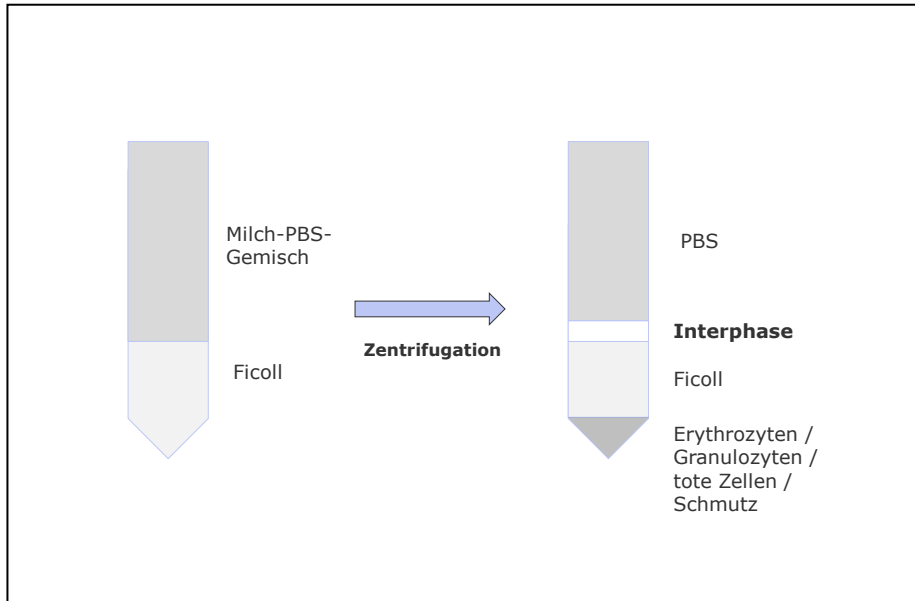 Milch-PBS-
Gemisch
Ficoll
Zentrifugation
PBS
Interphase
Ficoll
Erythrozyten /
Granulozyten /
tote Zellen /
Schmutz